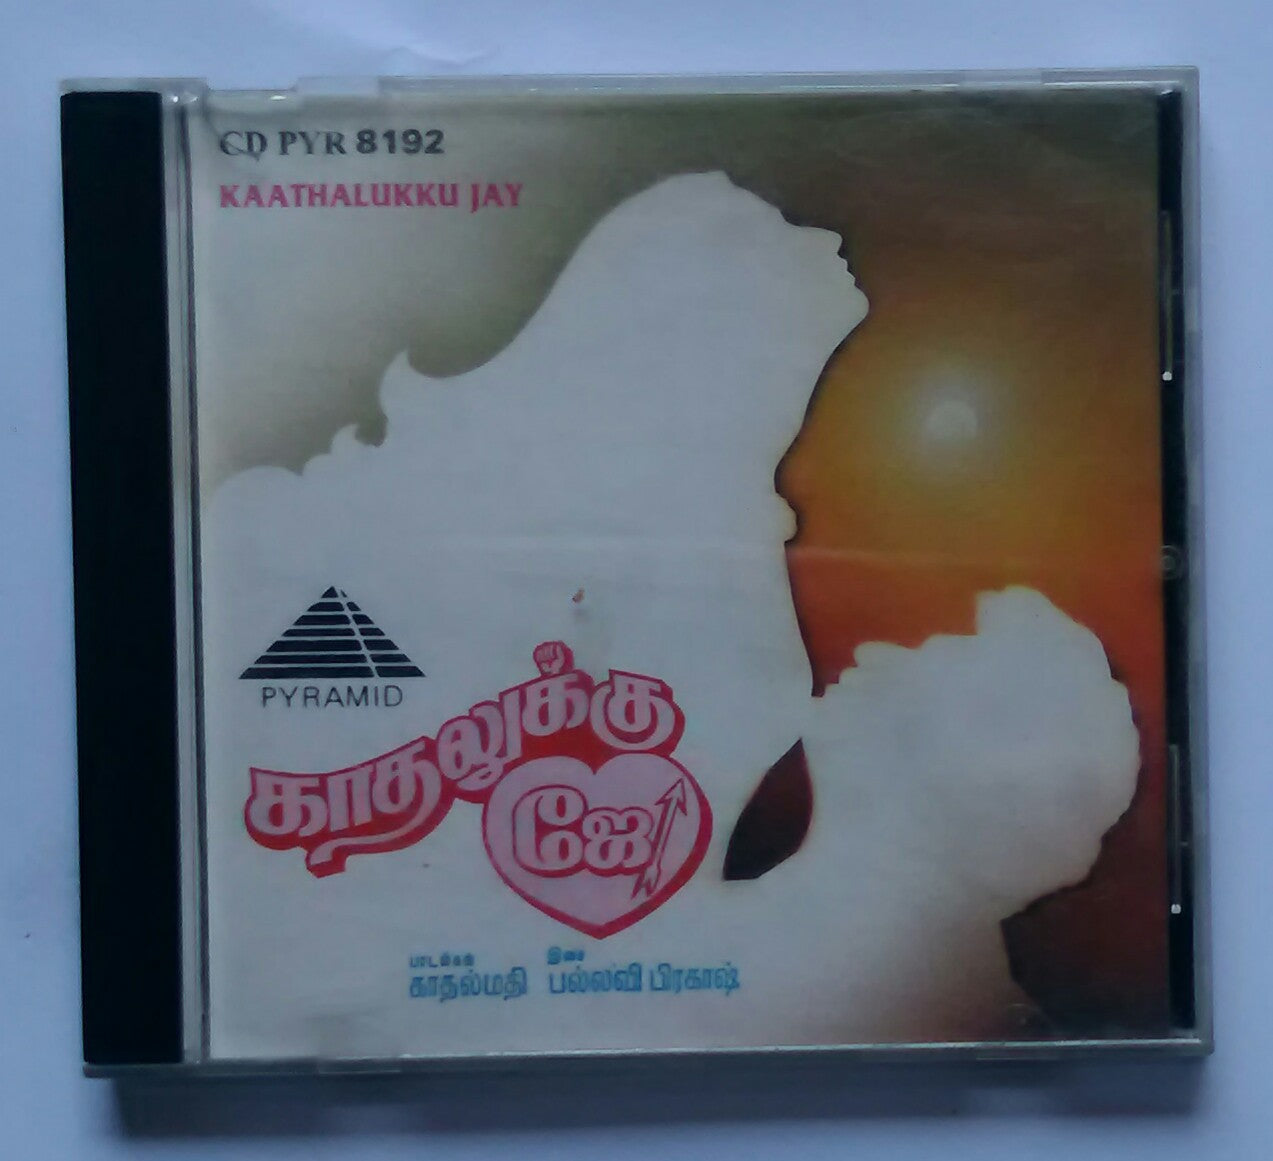 CD PYR 8192
KAATHALUKKU JAY
PYRAMID
காதலுக்கு
ஜே
பாடல்கள் இசை
காதல்மதி பல்லவி பிரகாஷ்